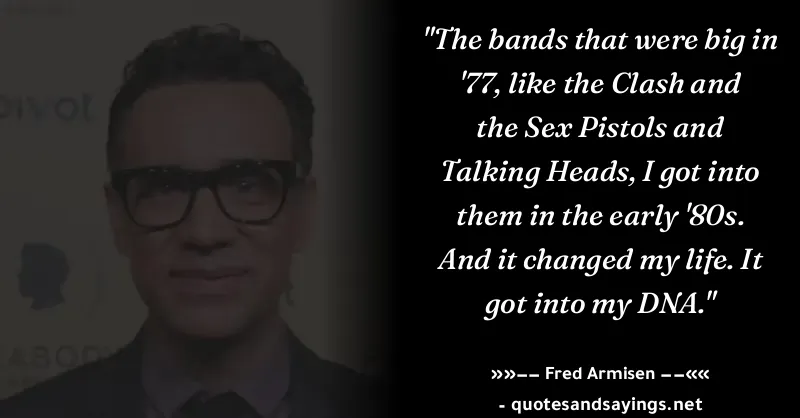 "The bands that were big in
'77, like the Clash and
the Sex Pistols and
Talking Heads, I got into
them in the early '80s.
And it changed my life. It
got into my DNA."
»»−− Fred Armisen −−««
- quotesandsayings.net
pivot
EABODY